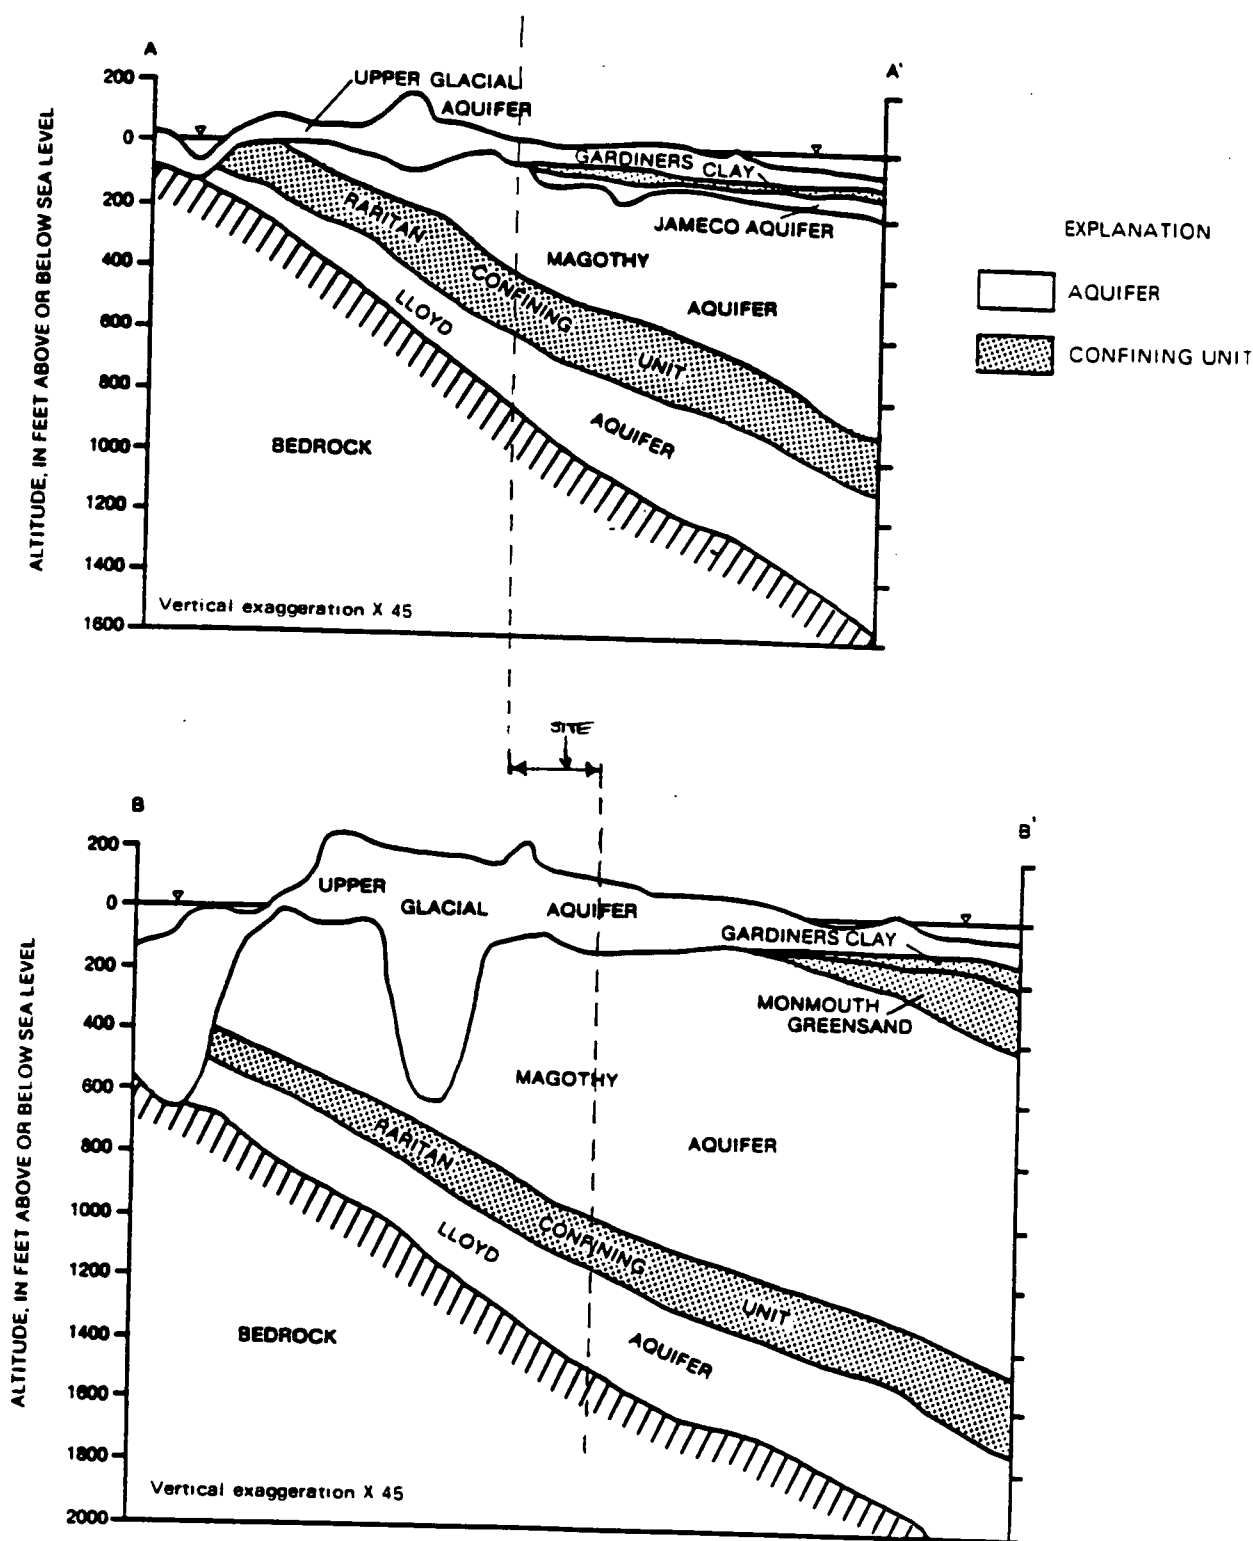 A
A'
ALTITUDE, IN FEET ABOVE OR BELOW SEA LEVEL
200
0
200
400
600
800
1000
1200
1400
1600
UPPER GLACIAL
AQUIFER
GARDINERS CLAY
JAMECO AQUIFER
RARITAN CONFINING UNIT
MAGOTHY
AQUIFER
LLOYD
AQUIFER
BEDROCK
Vertical exaggeration X 45
EXPLANATION
AQUIFER
CONFINING UNIT
SITE
B
B'
ALTITUDE, IN FEET ABOVE OR BELOW SEA LEVEL
200
0
200
400
600
800
1000
1200
1400
1600
1800
2000
UPPER GLACIAL AQUIFER
GARDINERS CLAY
MONMOUTH
GREENSAND
MAGOTHY
AQUIFER
RARITAN CONFINING UNIT
LLOYD
AQUIFER
BEDROCK
Vertical exaggeration X 45